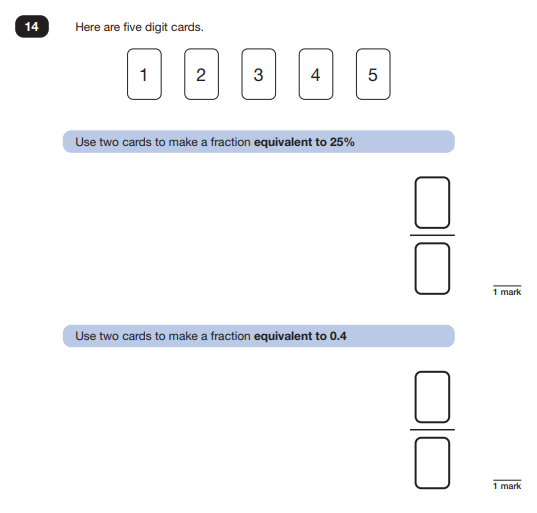 14 Here are five digit cards.
1 2 3 4 5
Use two cards to make a fraction equivalent to 25%
1 mark
Use two cards to make a fraction equivalent to 0.4
1 mark